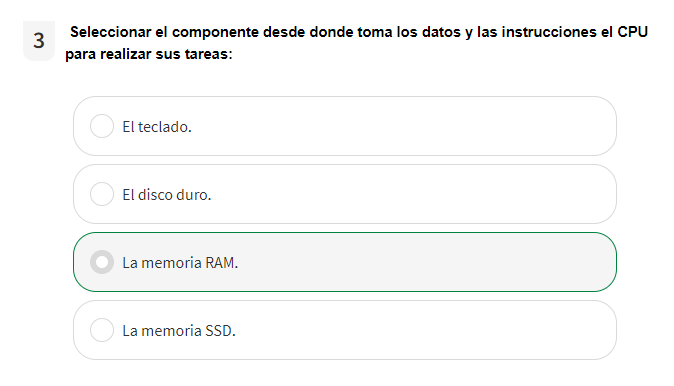 3
Seleccionar el componente desde donde toma los datos y las instrucciones el CPU
para realizar sus tareas:
El teclado.
El disco duro.
La memoria RAM.
La memoria SSD.